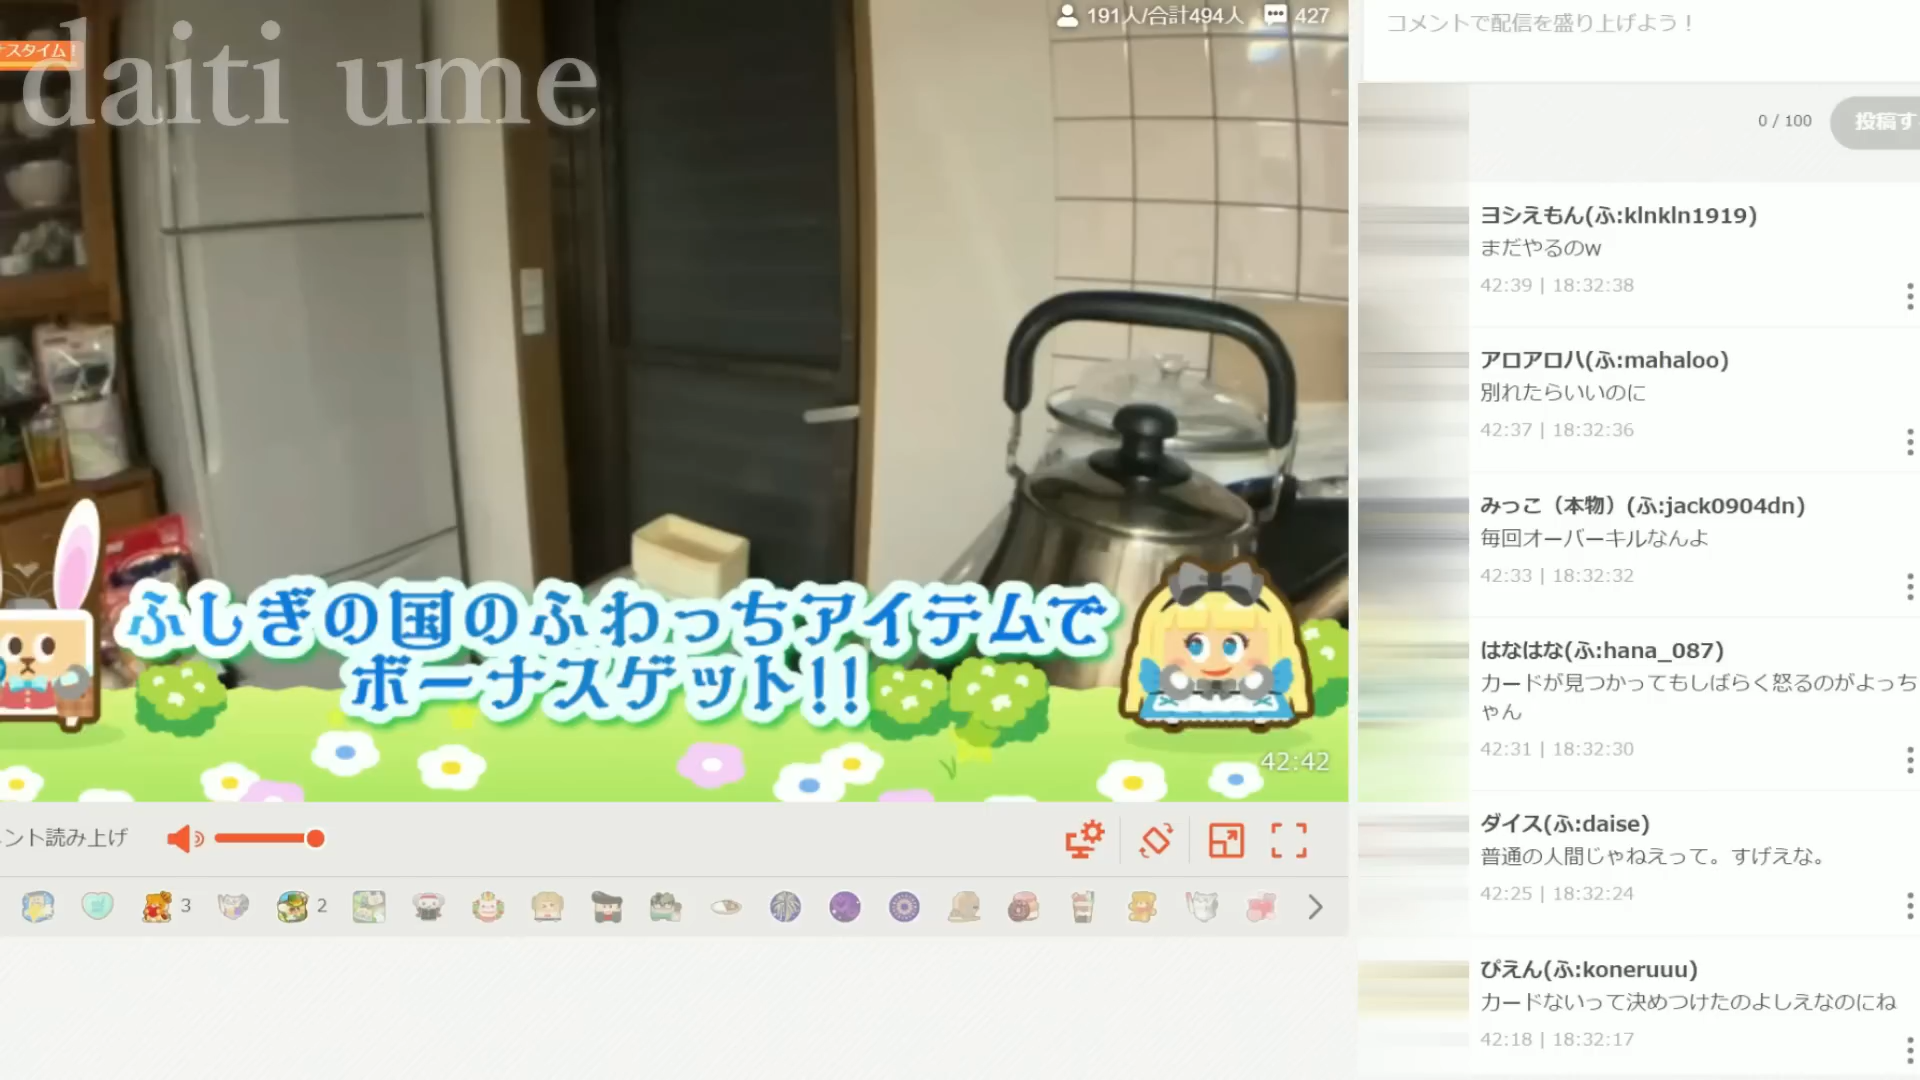 191人/合計494人 427
ナスタイム!
daiti ume
ふしぎの国のふわっちアイテムで
ボーナスゲット!!
42:42
ント読み上げ
3
2
コメントで配信を盛り上げよう!
0 / 100
投稿す
ヨシえもん(ふ:klnkln1919)
まだやるのw
42:39 | 18:32:38
アロアロハ(ふ:mahaloo)
別れたらいいのに
42:37 | 18:32:36
みっこ（本物）(ふ:jack0904dn)
毎回オーバーキルなんよ
42:33 | 18:32:32
はなはな(ふ:hana_087)
カードが見つかってもしばらく怒るのがよっち
ゃん
42:31 | 18:32:30
ダイス(ふ:daise)
普通の人間じゃねえって。すげえな。
42:25 | 18:32:24
ぴえん(ふ:koneruuu)
カードないって決めつけたのよしえなのにね
42:18 | 18:32:17